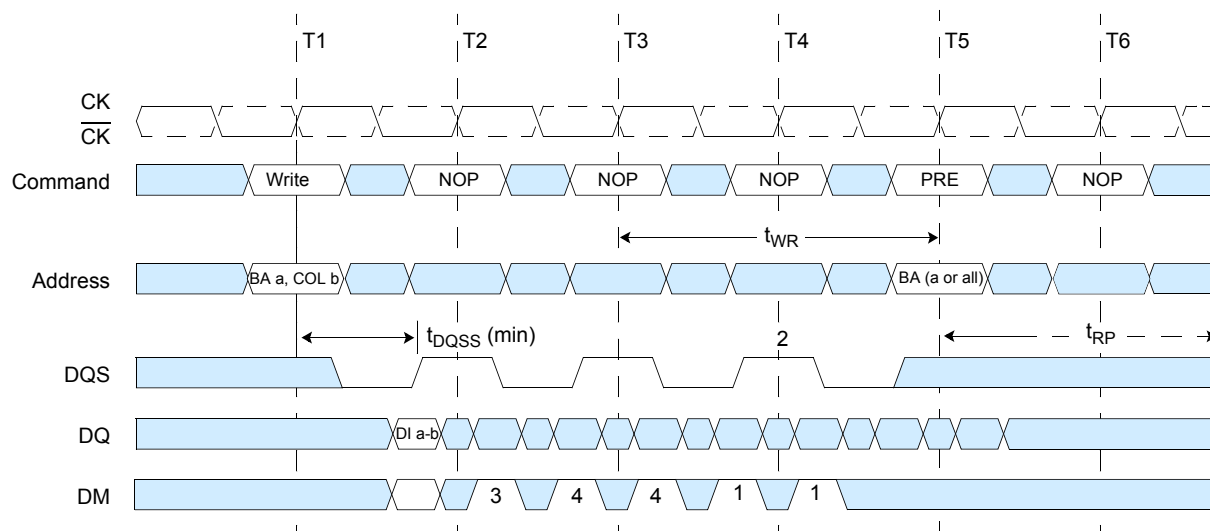 T1 T2 T3 T4 T5 T6
CK
CK
Command Write NOP NOP NOP PRE NOP
tWR
Address BA a, COL b BA (a or all)
tDQSS (min) tRP
2
DQS
DQ DI a-b
DM 3 4 4 1 1